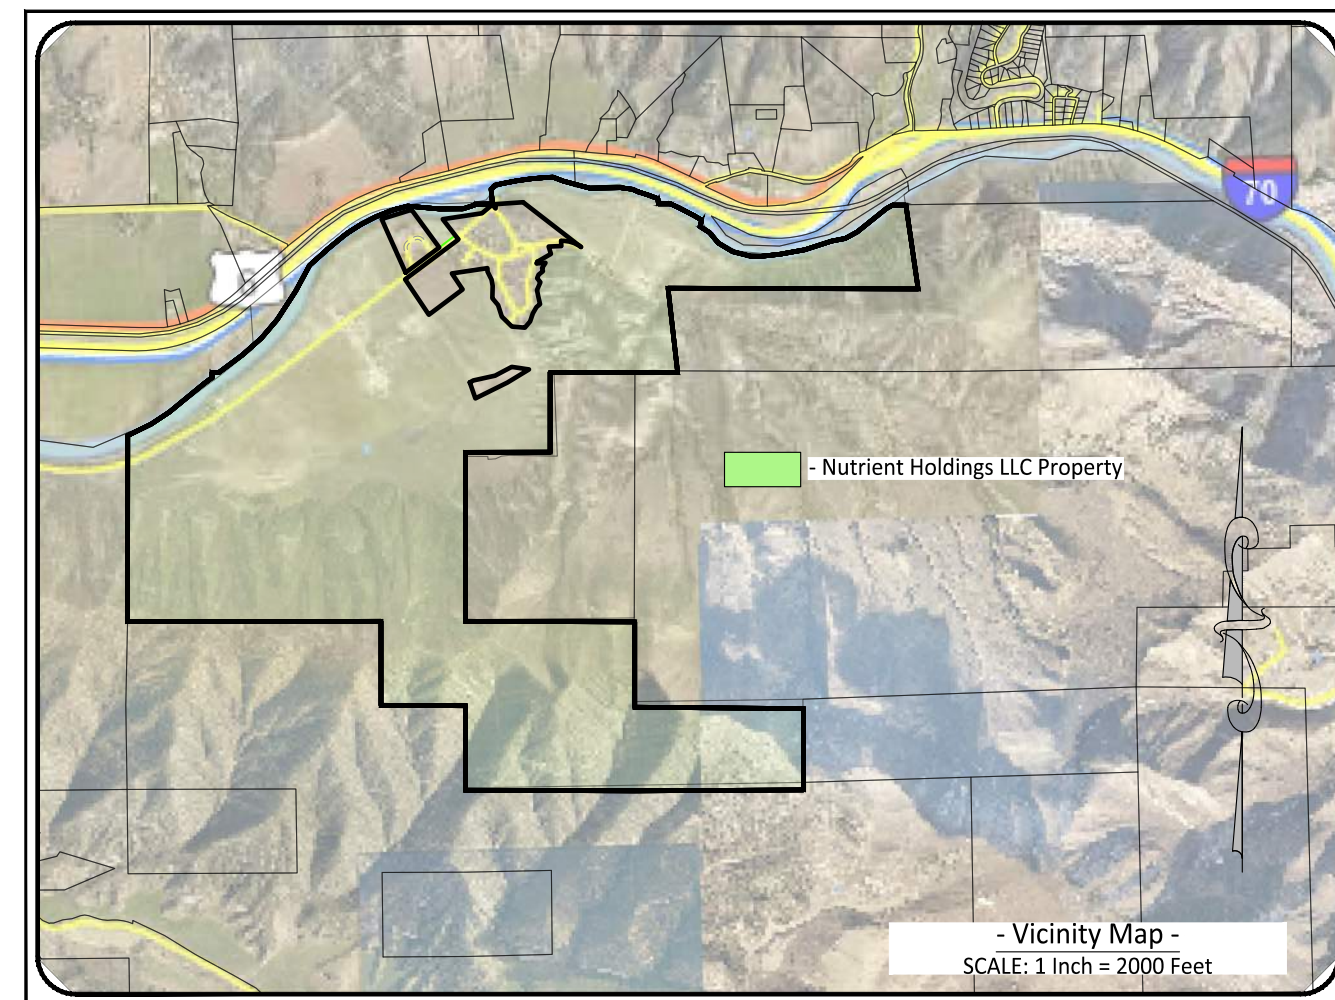 70
- Nutrient Holdings LLC Property
- Vicinity Map -
SCALE: 1 Inch = 2000 Feet